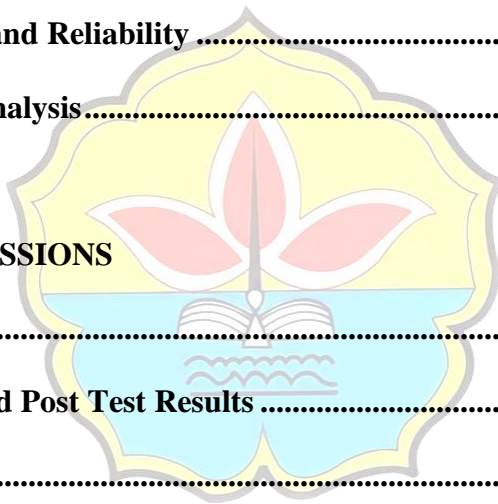 and Reliability ................................................
nalysis..................................................................
SSIONS
................................................................................
d Post Test Results .......................................
................................................................................